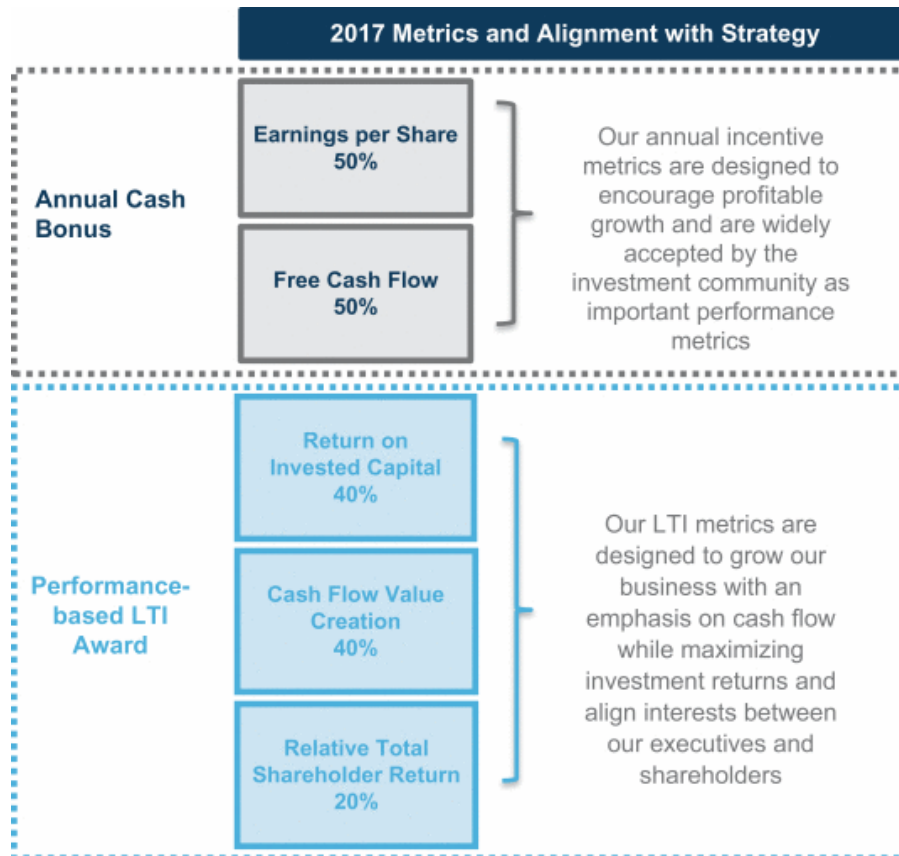 2017 Metrics and Alignment with Strategy
Annual Cash
Bonus
Earnings per Share
50%
Free Cash Flow
50%
Our annual incentive
metrics are designed to
encourage profitable
growth and are widely
accepted by the
investment community as
important performance
metrics
Performance-
based LTI
Award
Return on
Invested Capital
40%
Cash Flow Value
Creation
40%
Relative Total
Shareholder Return
20%
Our LTI metrics are
designed to grow our
business with an
emphasis on cash flow
while maximizing
investment returns and
align interests between
our executives and
shareholders